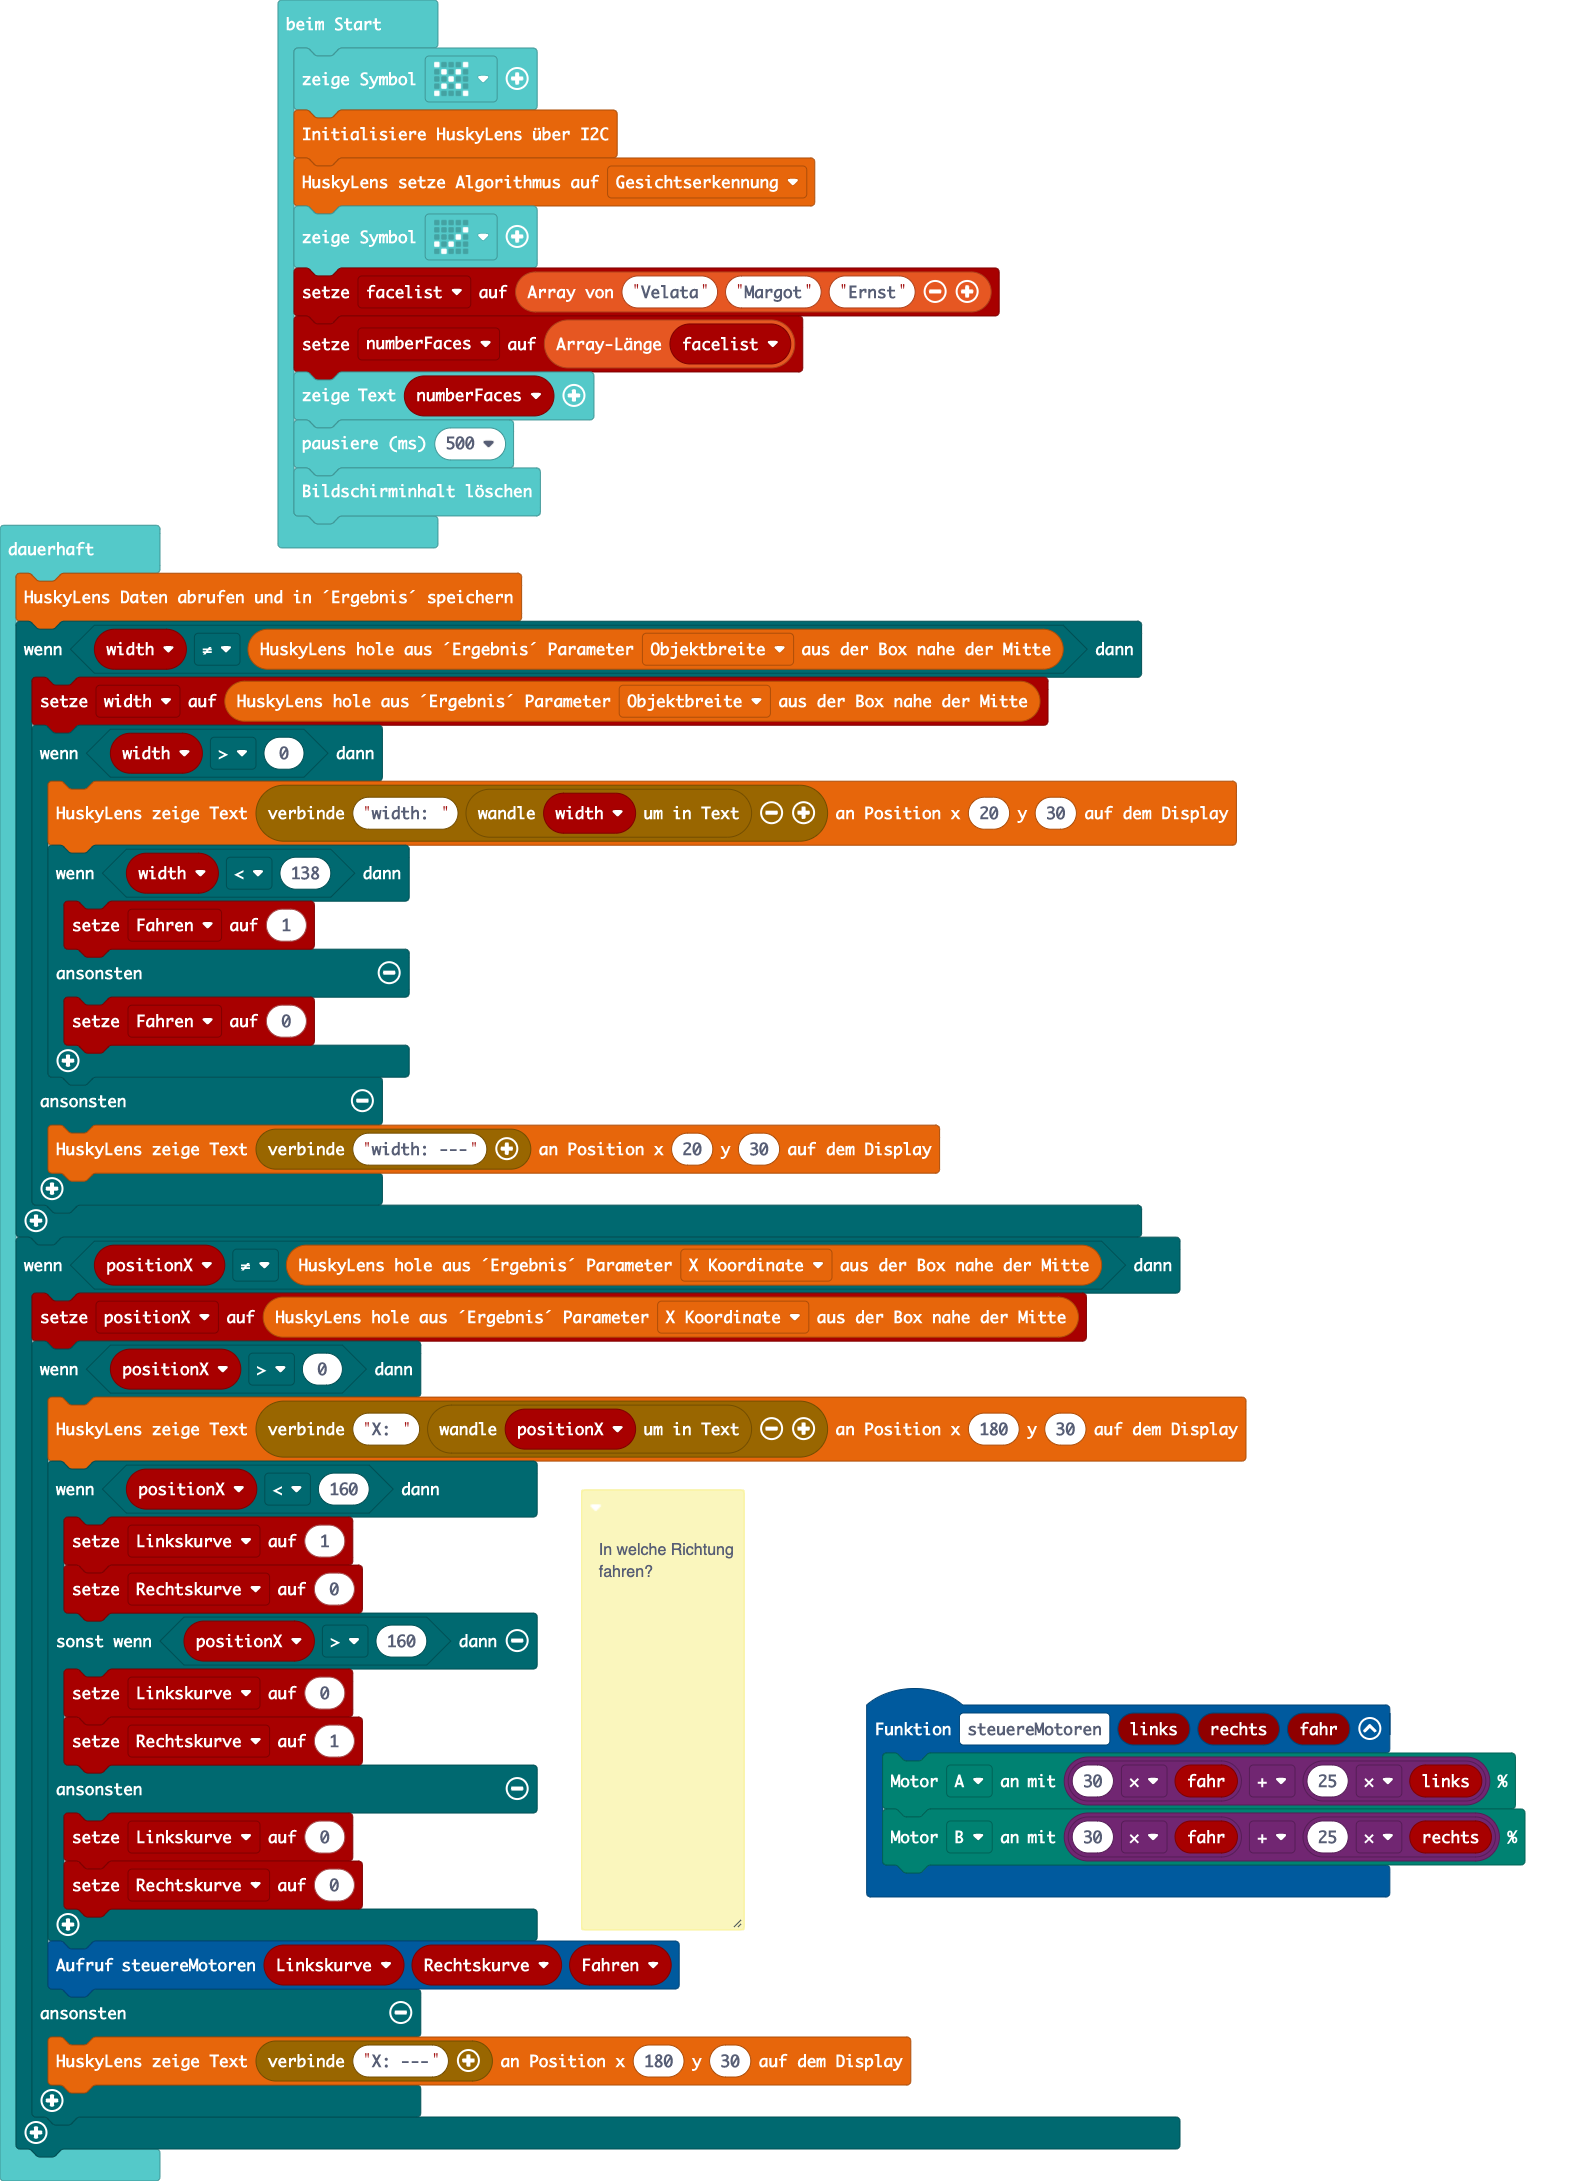 beim Start
zeige Symbol
Initialisiere HuskyLens über I2C
HuskyLens setze Algorithmus auf Gesichtserkennung
zeige Symbol
setze facelist auf Array von "Velata" "Margot" "Ernst"
setze numberFaces auf Array-Länge facelist
zeige Text numberFaces
pausiere (ms) 500
Bildschirminhalt löschen
dauerhaft
HuskyLens Daten abrufen und in ´Ergebnis´ speichern
wenn width ≠ HuskyLens hole aus ´Ergebnis´ Parameter Objektbreite aus der Box nahe der Mitte dann
setze width auf HuskyLens hole aus ´Ergebnis´ Parameter Objektbreite aus der Box nahe der Mitte
wenn width > 0 dann
HuskyLens zeige Text verbinde "width: " wandle width um in Text an Position x 20 y 30 auf dem Display
wenn width < 138 dann
setze Fahren auf 1
ansonsten
setze Fahren auf 0
ansonsten
HuskyLens zeige Text verbinde "width: ---" an Position x 20 y 30 auf dem Display
wenn positionX ≠ HuskyLens hole aus ´Ergebnis´ Parameter X Koordinate aus der Box nahe der Mitte dann
setze positionX auf HuskyLens hole aus ´Ergebnis´ Parameter X Koordinate aus der Box nahe der Mitte
wenn positionX > 0 dann
HuskyLens zeige Text verbinde "X: " wandle positionX um in Text an Position x 180 y 30 auf dem Display
wenn positionX < 160 dann
setze Linkskurve auf 1
setze Rechtskurve auf 0
sonst wenn positionX > 160 dann
setze Linkskurve auf 0
setze Rechtskurve auf 1
ansonsten
setze Linkskurve auf 0
setze Rechtskurve auf 0
Aufruf steuereMotoren Linkskurve Rechtskurve Fahren
ansonsten
HuskyLens zeige Text verbinde "X: ---" an Position x 180 y 30 auf dem Display
In welche Richtung
fahren?
Funktion steuereMotoren links rechts fahr
Motor A an mit 30 × fahr + 25 × links %
Motor B an mit 30 × fahr + 25 × rechts %